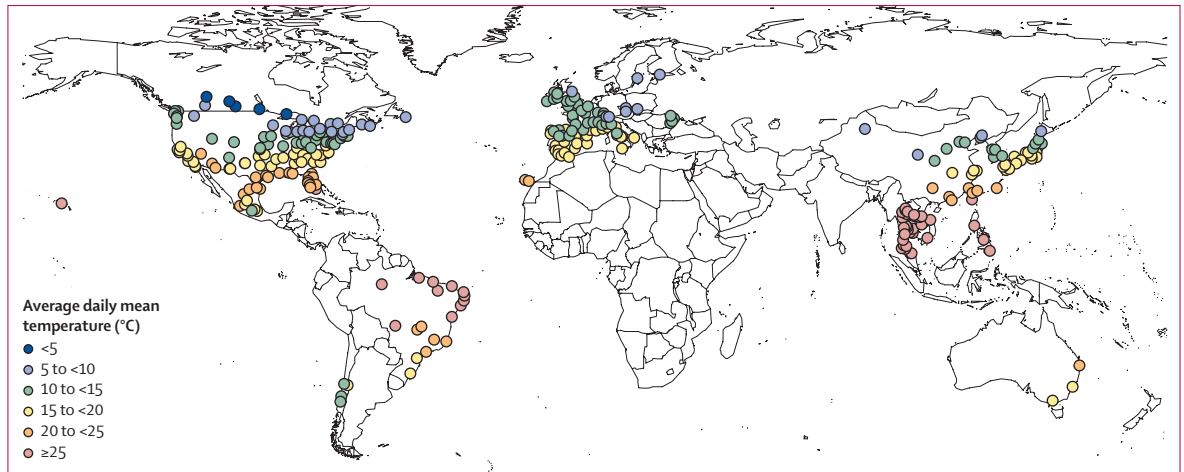 Average daily mean
temperature (°C)
<5
5 to <10
10 to <15
15 to <20
20 to <25
≥25